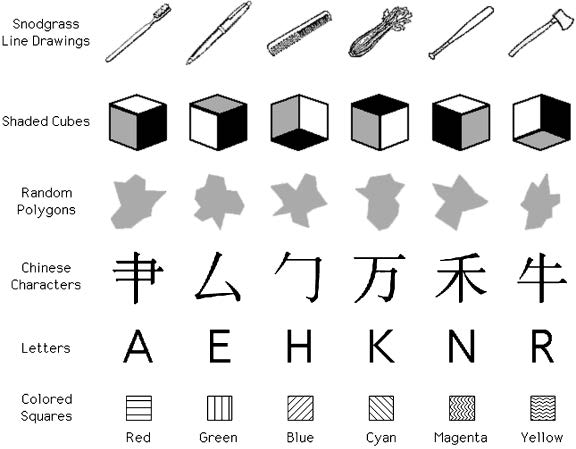 Snodgrass
Line Drawings
Shaded Cubes
Random
Polygons
Chinese
Characters
厶 勹 万 禾 牛
Letters A E H K N R
Colored
Squares
Red Green Blue Cyan Magenta Yellow